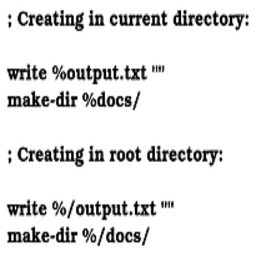 ; Creating in current directory:
write %output.txt ""
make-dir %docs/
; Creating in root directory:
write %/output.txt ""
make-dir %/docs/